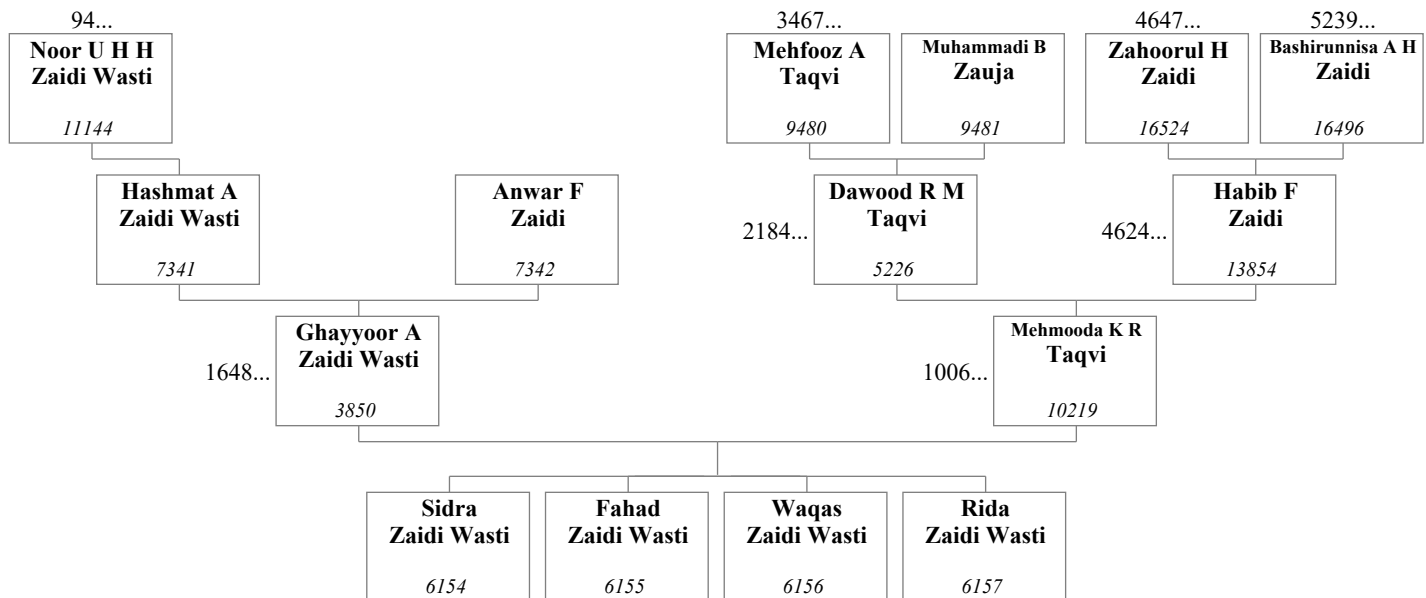 94...
3467...
4647...
5239...
Noor U H H
Zaidi Wasti
11144
Mehfooz A
Taqvi
9480
Muhammadi B
Zauja
9481
Zahoorul H
Zaidi
16524
Bashirunnisa A H
Zaidi
16496
Hashmat A
Zaidi Wasti
7341
Anwar F
Zaidi
7342
2184...
Dawood R M
Taqvi
5226
4624...
Habib F
Zaidi
13854
1648...
Ghayyoor A
Zaidi Wasti
3850
1006...
Mehmooda K R
Taqvi
10219
Sidra
Zaidi Wasti
6154
Fahad
Zaidi Wasti
6155
Waqas
Zaidi Wasti
6156
Rida
Zaidi Wasti
6157